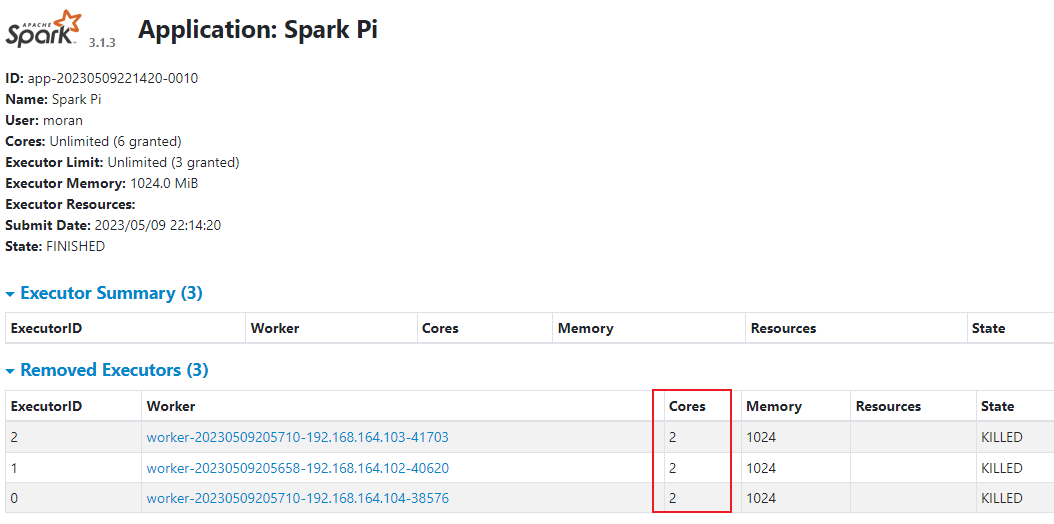 APACHE
Spark 3.1.3 Application: Spark Pi
ID: app-20230509221420-0010
Name: Spark Pi
User: moran
Cores: Unlimited (6 granted)
Executor Limit: Unlimited (3 granted)
Executor Memory: 1024.0 MiB
Executor Resources:
Submit Date: 2023/05/09 22:14:20
State: FINISHED
Executor Summary (3)
ExecutorID Worker Cores Memory Resources State
Removed Executors (3)
ExecutorID Worker Cores Memory Resources State
2 worker-20230509205710-192.168.164.103-41703 2 1024 KILLED
1 worker-20230509205658-192.168.164.102-40620 2 1024 KILLED
0 worker-20230509205710-192.168.164.104-38576 2 1024 KILLED